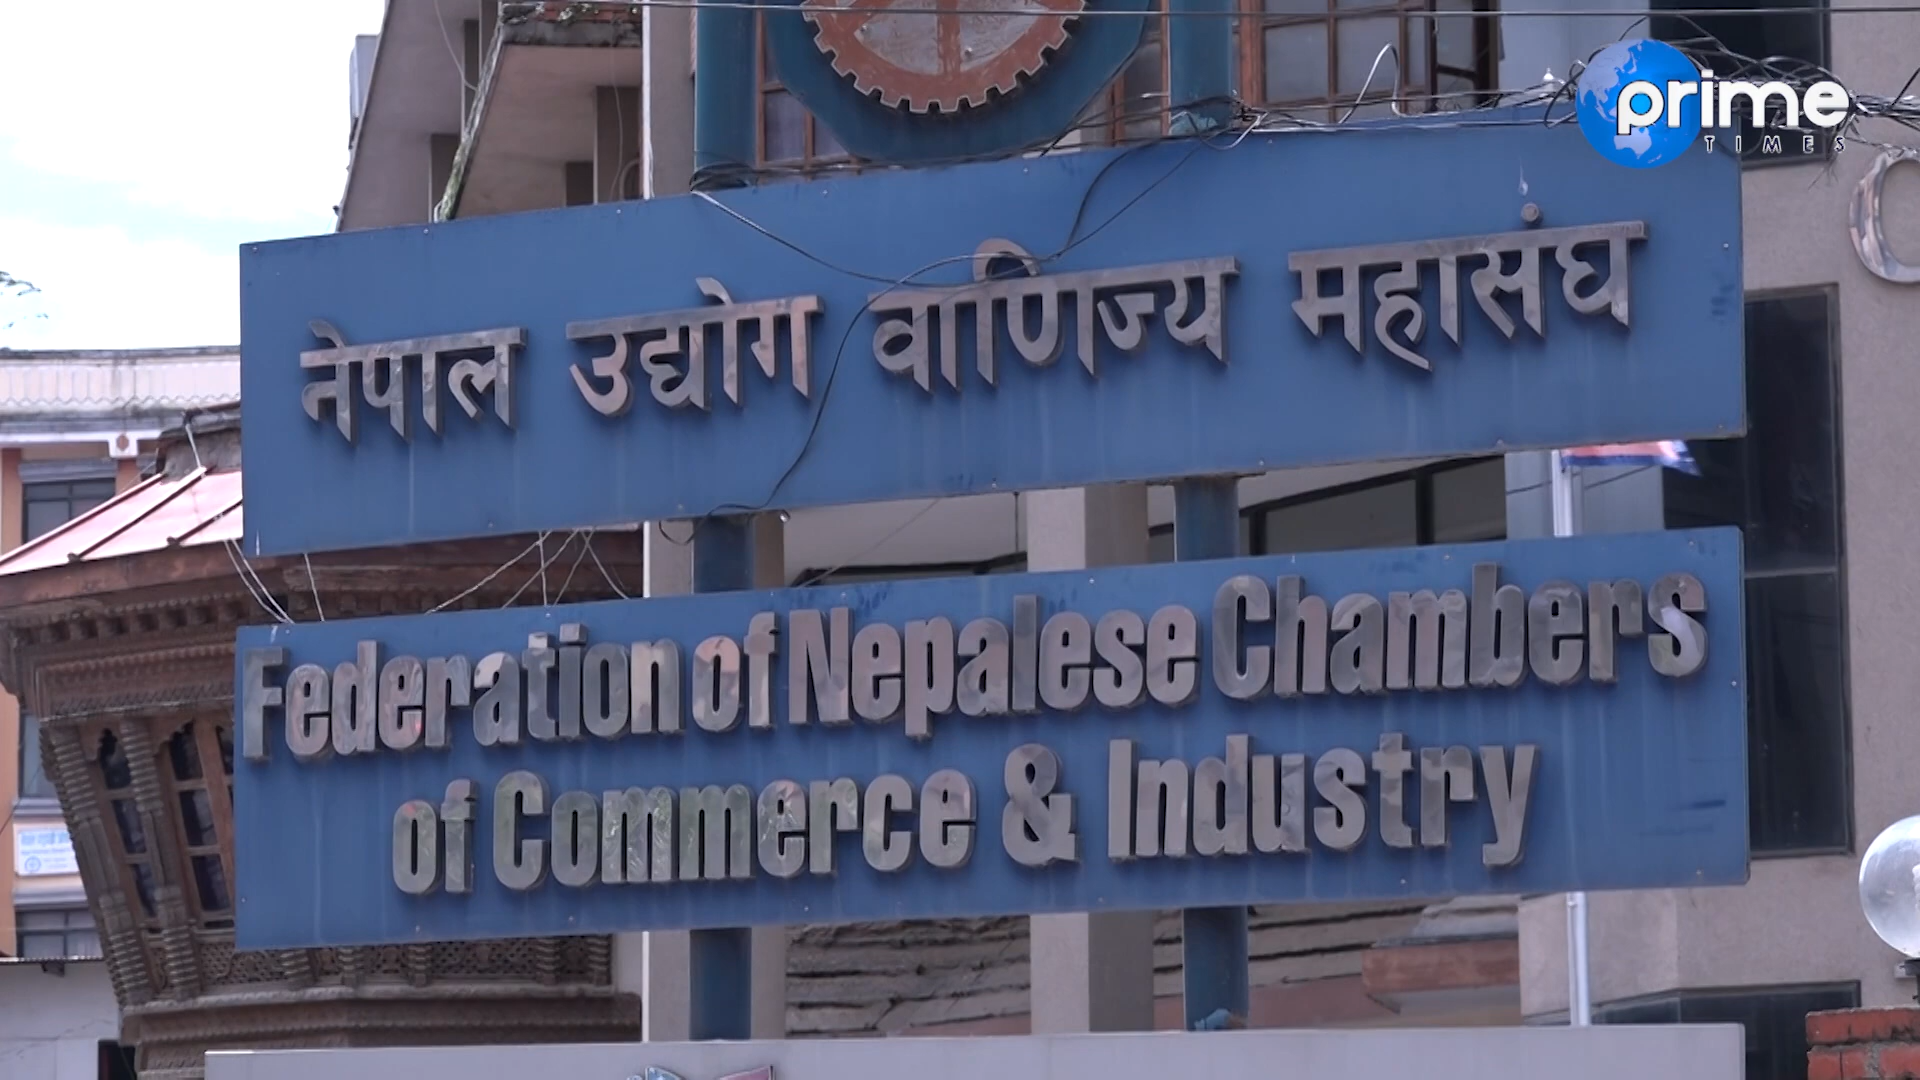 prime
TIMES
नेपाल उद्योग वाणिज्य महासंघ
Federation of Nepalese Chambers
of Commerce & Industry